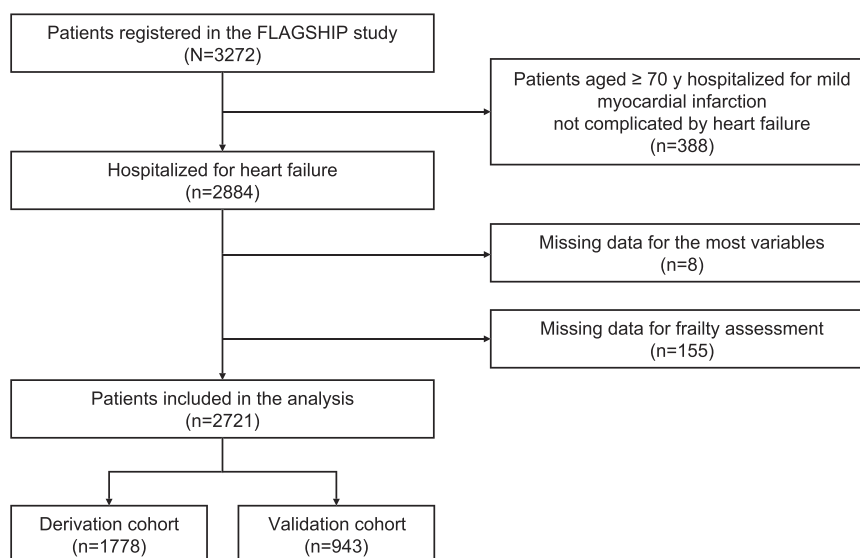 Patients registered in the FLAGSHIP study
(N=3272)
Patients aged ≥ 70 y hospitalized for mild
myocardial infarction
not complicated by heart failure
(n=388)
Hospitalized for heart failure
(n=2884)
Missing data for the most variables
(n=8)
Missing data for frailty assessment
(n=155)
Patients included in the analysis
(n=2721)
Derivation cohort
(n=1778)
Validation cohort
(n=943)